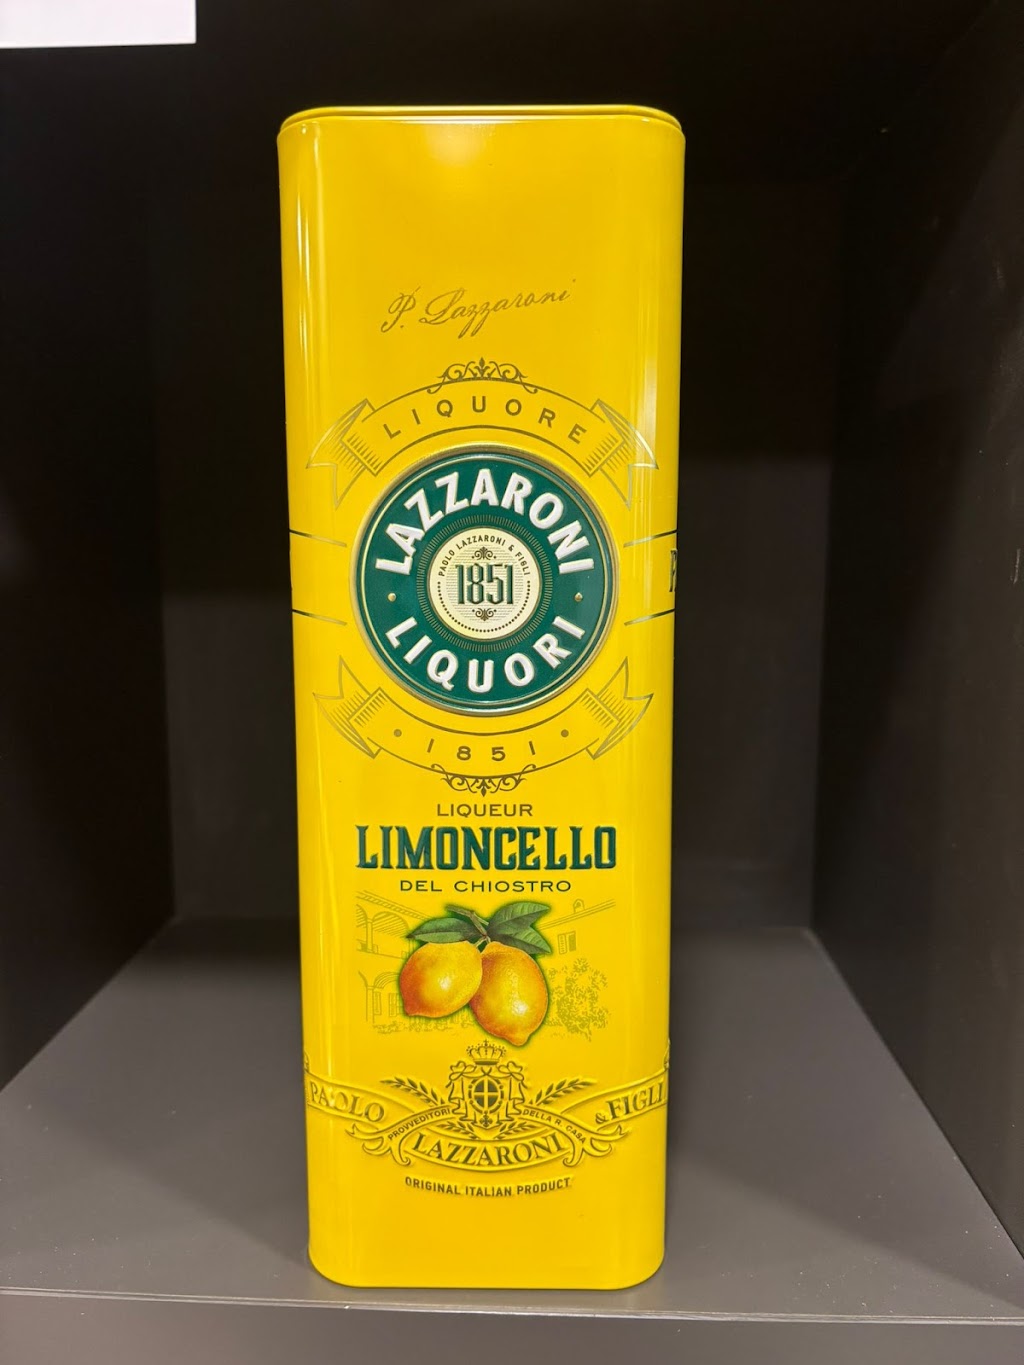 P. Lazzaroni
LIQUORE
LAZZARONI
PAOLO LAZZARONI & FIGLI
1851
LIQUORI
• 1851 •
LIQUEUR
LIMONCELLO
DEL CHIOSTRO
PAOLO
& FIGLI
PROVVEDITORI
DELLA R. CASA
LAZZARONI
ORIGINAL ITALIAN PRODUCT